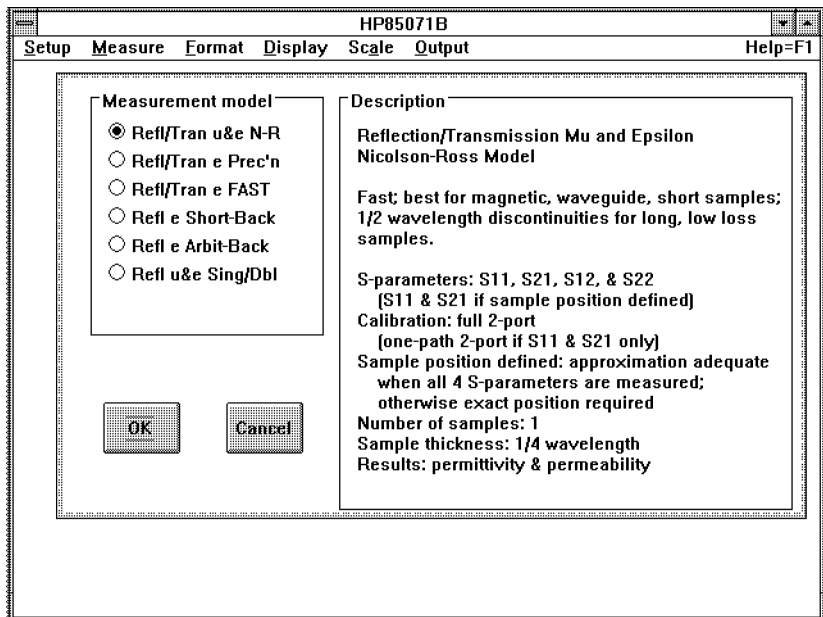 HP85071B
Setup Measure Format Display Scale Output Help=F1
Measurement model
Refl/Tran u&e N-R
Refl/Tran e Prec'n
Refl/Tran e FAST
Refl e Short-Back
Refl e Arbit-Back
Refl u&e Sing/Dbl
OK
Cancel
Description
Reflection/Transmission Mu and Epsilon
Nicolson-Ross Model
Fast; best for magnetic, waveguide, short samples;
1/2 wavelength discontinuities for long, low loss
samples.
S-parameters: S11, S21, S12, & S22
(S11 & S21 if sample position defined)
Calibration: full 2-port
(one-path 2-port if S11 & S21 only)
Sample position defined: approximation adequate
when all 4 S-parameters are measured;
otherwise exact position required
Number of samples: 1
Sample thickness: 1/4 wavelength
Results: permittivity & permeability